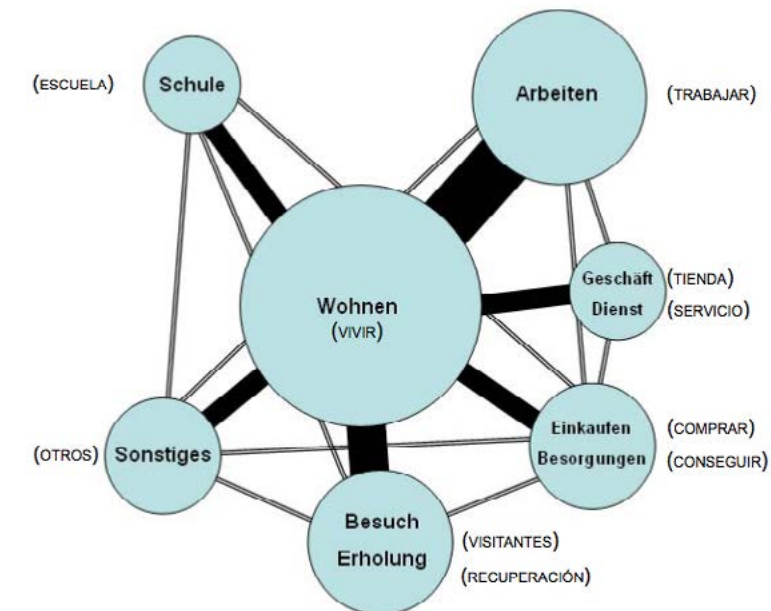 (ESCUELA)
Schule
Arbeiten
(TRABAJAR)
Wohnen
(VIVIR)
Geschäft
Dienst
(TIENDA)
(SERVICIO)
(OTROS)
Sonstiges
Einkaufen
Besorgungen
(COMPRAR)
(CONSEGUIR)
Besuch
Erholung
(VISITANTES)
(RECUPERACIÓN)